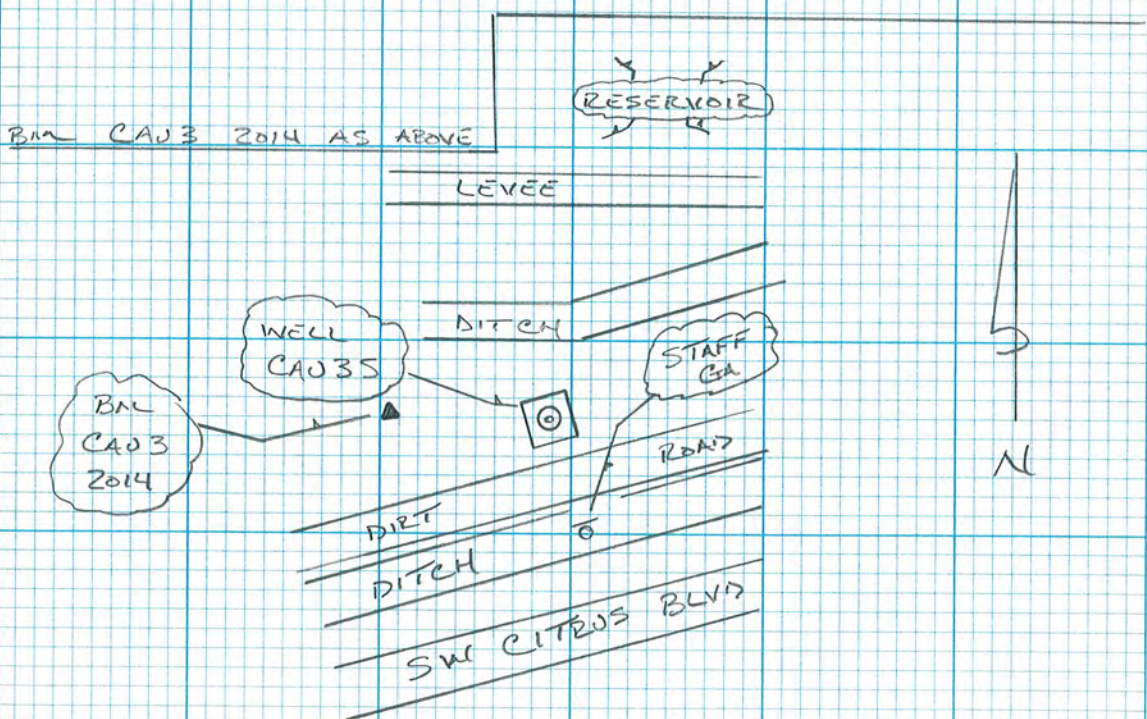 RESERVOIR
BM CAU3 2014 AS ABOVE
LEVEE
DITCH
WELL
CAU35
STAFF
GA
BM
CAU3
2014
ROAD
DIRT
DITCH
SW CITRUS BLVD
N